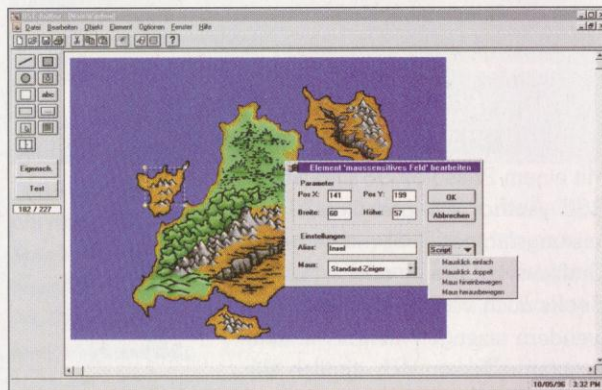 Datei Bearbeiten Objekt Element Optionen Fenster Hilfe
abc
Eigensch.
Test
182 / 227
Element 'maussensitives Feld' bearbeiten
Parameter
Pos X: 141 Pos Y: 199
Breite: 60 Höhe: 57
OK
Abbrechen
Einstellungen
Alias: Insel
Maus: Standard-Zeiger
Script
Mausklick einfach
Mausklick doppelt
Maus hineinbewegen
Maus herausbewegen
10/05/96 3:32 PM